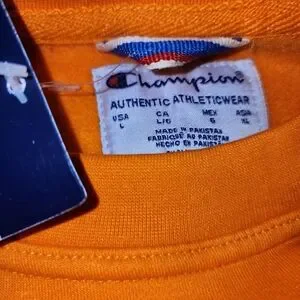 Champion
AUTHENTIC ATHLETICWEAR
USA CA MEX ASIA
L L/G G XL
MADE IN PAKISTAN
FABRIQUÉ AU PAKISTAN
HECHO EN PAKISTAN